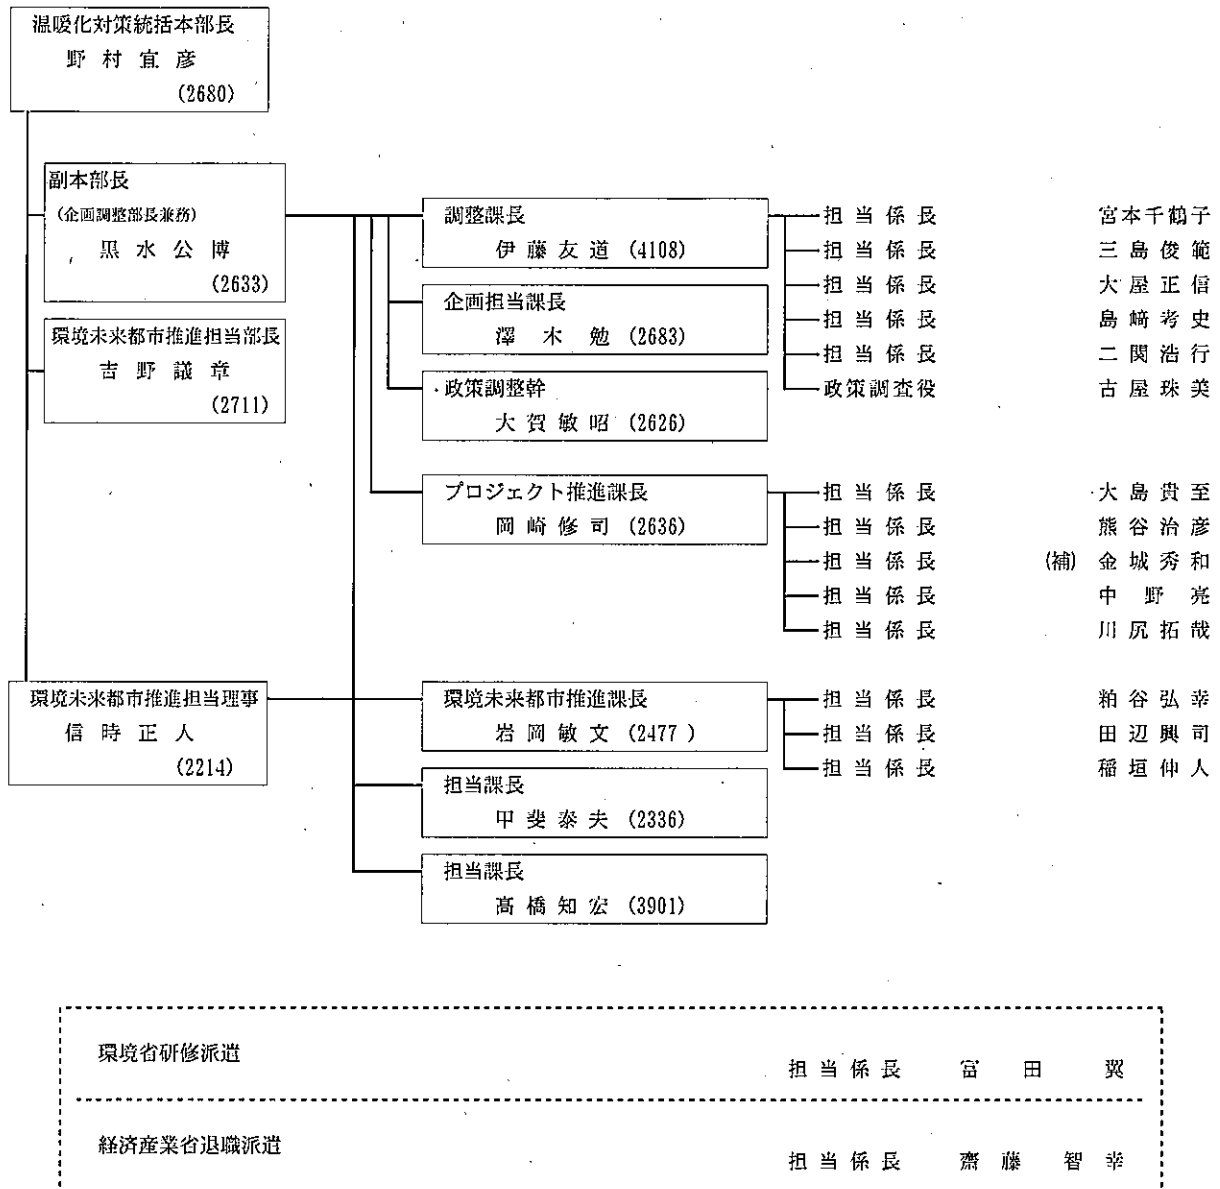 温暖化対策統括本部長
野村宜彦
(2680)
副本部長
(企画調整部長兼務)
黒水公博
(2633)
環境未来都市推進担当部長
吉野議章
(2711)
調整課長
伊藤友道 (4108)
企画担当課長
澤木勉 (2683)
政策調整幹
大賀敏昭 (2626)
担当係長 宮本千鶴子
担当係長 三島俊範
担当係長 大屋正信
担当係長 島﨑考史
担当係長 二関浩行
政策調査役 古屋珠美
プロジェクト推進課長
岡崎修司 (2636)
担当係長 大島貴至
担当係長 熊谷治彦
担当係長 (補) 金城秀和
担当係長 中野亮
担当係長 川尻拓哉
環境未来都市推進担当理事
信時正人
(2214)
環境未来都市推進課長
岩岡敏文 (2477 )
担当係長 粕谷弘幸
担当係長 田辺興司
担当係長 稲垣仲人
担当課長
甲斐泰夫 (2336)
担当課長
髙橋知宏 (3901)
環境省研修派遣
担当係長 富田翼
経済産業省退職派遣
担当係長 齋藤智幸